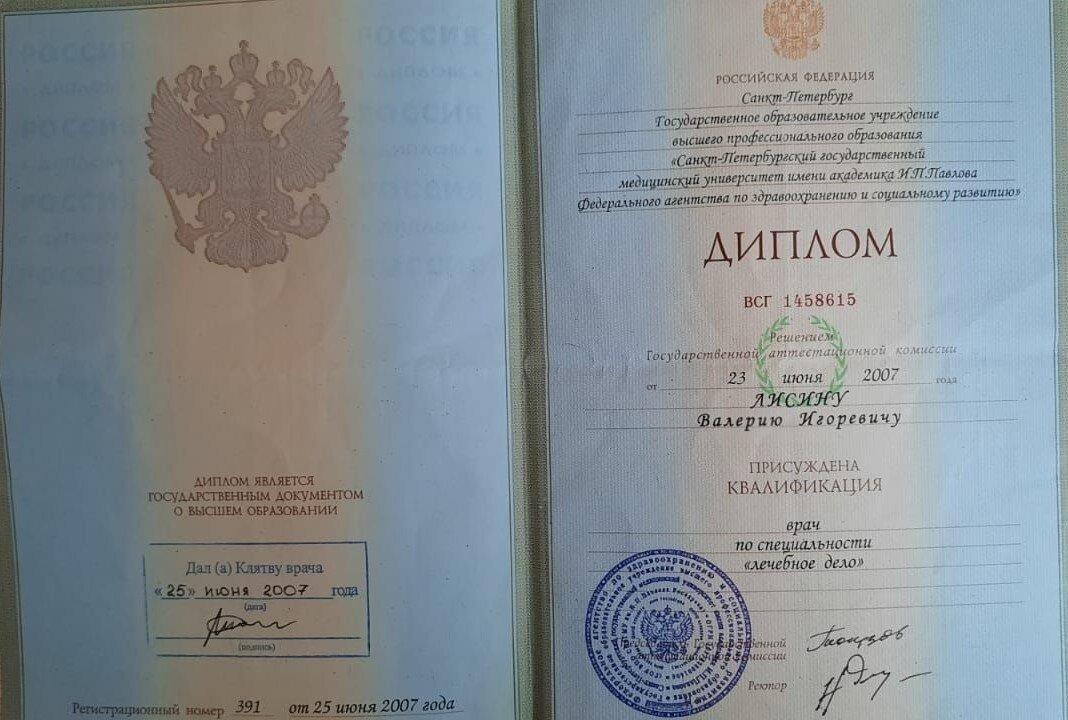 ДИПЛОМ ЯВЛЯЕТСЯ
ГОСУДАРСТВЕННЫМ ДОКУМЕНТОМ
О ВЫСШЕМ ОБРАЗОВАНИИ
Дал (а) Клятву врача
«25» июня 2007 года
(дата)
(подпись)
Регистрационный номер 391 от 25 июня 2007 года
РОССИЙСКАЯ ФЕДЕРАЦИЯ
Санкт-Петербург
Государственное образовательное учреждение
высшего профессионального образования
«Санкт-Петербургский государственный
медицинский университет имени академика И.П.Павлова
Федерального агентства по здравоохранению и социальному развитию»
ДИПЛОМ
ВСГ 1458615
Решением
Государственной аттестационной комиссии
от 23 июня 2007 года
ЛИСИНУ
Валерию Игоревичу
ПРИСУЖДЕНА
КВАЛИФИКАЦИЯ
врач
по специальности
«лечебное дело»
Государственной
комиссии
Ректор